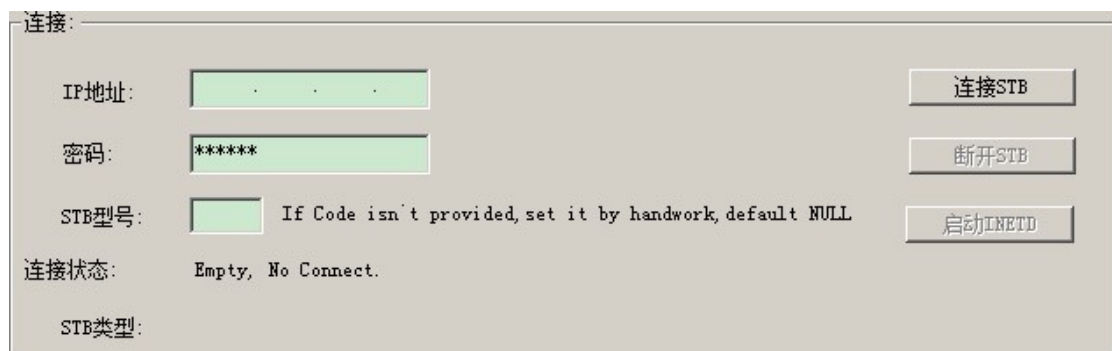 连接:
IP地址: . . . 连接STB
密码: ****** 断开STB
STB型号: If Code isn't provided,set it by handwork,default NULL 启动INETD
连接状态: Empty, No Connect.
STB类型: